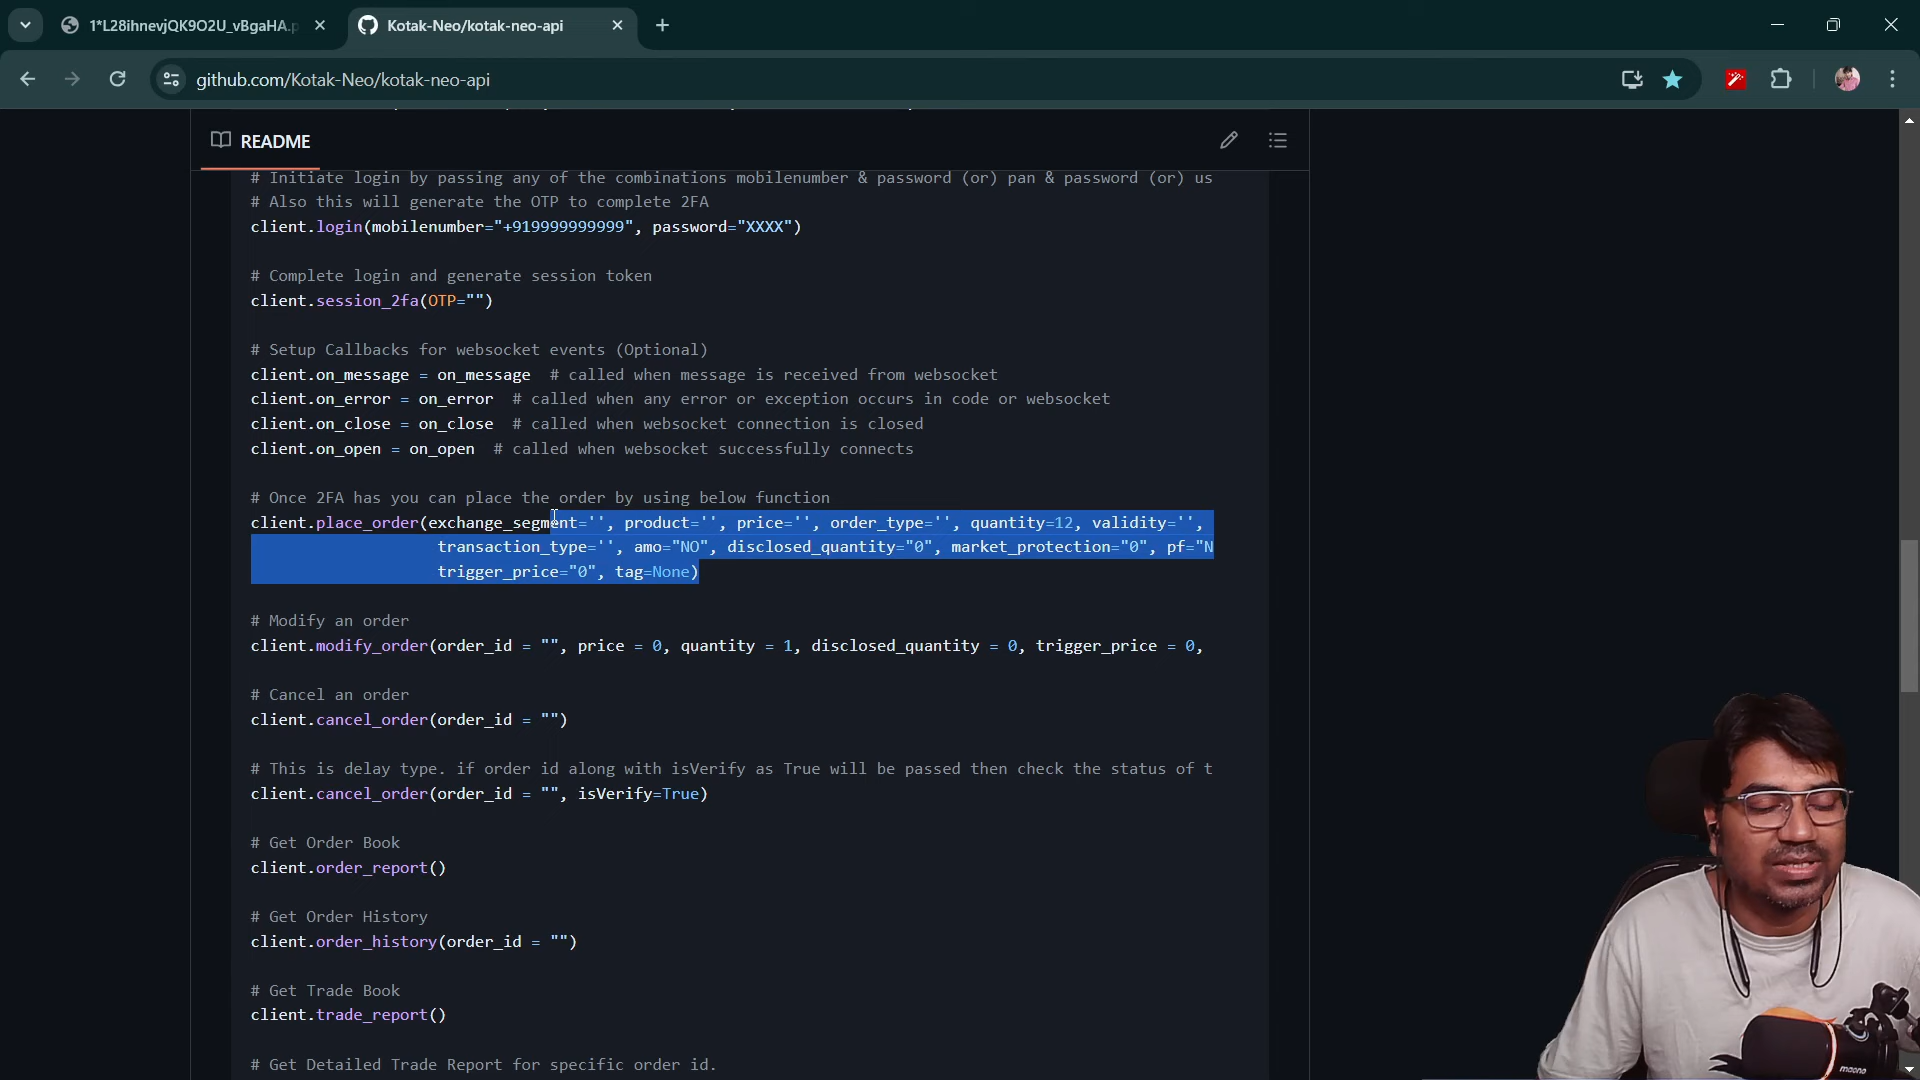 1*L28ihnevjQK9O2U_vBgaHA.p
Kotak-Neo/kotak-neo-api
github.com/Kotak-Neo/kotak-neo-api
README
# Initiate login by passing any of the combinations mobilenumber & password (or) pan & password (or) us
# Also this will generate the OTP to complete 2FA
client.login(mobilenumber="+919999999999", password="XXXX")
# Complete login and generate session token
client.session_2fa(OTP="")
# Setup Callbacks for websocket events (Optional)
client.on_message = on_message  # called when message is received from websocket
client.on_error = on_error  # called when any error or exception occurs in code or websocket
client.on_close = on_close  # called when websocket connection is closed
client.on_open = on_open  # called when websocket successfully connects
# Once 2FA has you can place the order by using below function
client.place_order(exchange_segment='', product='', price='', order_type='', quantity=12, validity='',
transaction_type='', amo="NO", disclosed_quantity="0", market_protection="0", pf="N
trigger_price="0", tag=None)
# Modify an order
client.modify_order(order_id = "", price = 0, quantity = 1, disclosed_quantity = 0, trigger_price = 0,
# Cancel an order
client.cancel_order(order_id = "")
# This is delay type. if order id along with isVerify as True will be passed then check the status of t
client.cancel_order(order_id = "", isVerify=True)
# Get Order Book
client.order_report()
# Get Order History
client.order_history(order_id = "")
# Get Trade Book
client.trade_report()
# Get Detailed Trade Report for specific order id.
maono